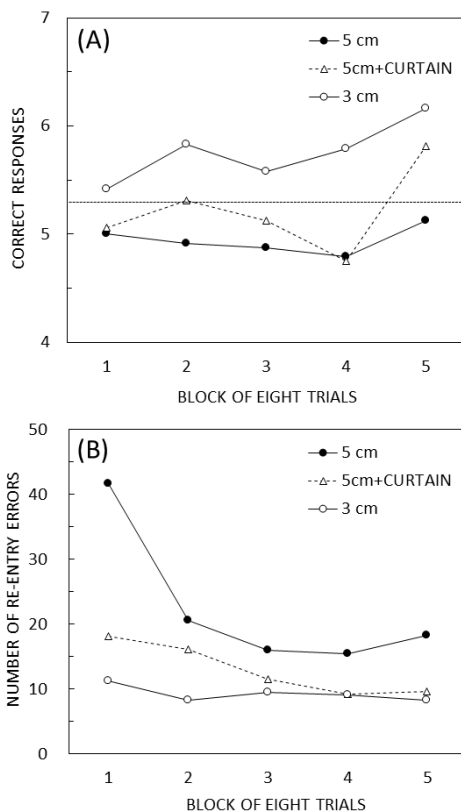 (A)
5 cm
5cm+CURTAIN
3 cm
7
6
5
4
CORRECT RESPONSES
1 2 3 4 5
BLOCK OF EIGHT TRIALS
(B)
5 cm
5cm+CURTAIN
3 cm
50
40
30
20
10
0
NUMBER OF RE-ENTRY ERRORS
1 2 3 4 5
BLOCK OF EIGHT TRIALS